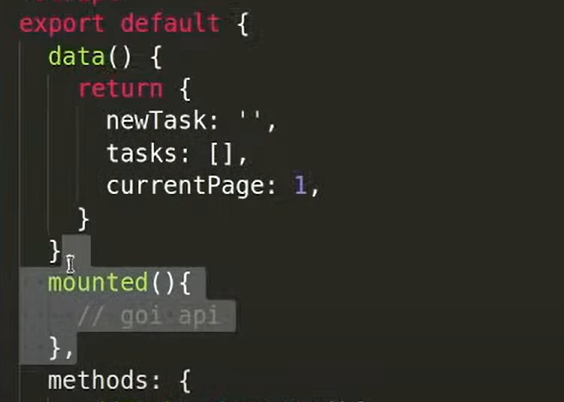 export default {
data() {
return {
newTask: '',
tasks: [],
currentPage: 1,
}
},
mounted(){
// goi api
},
methods: {